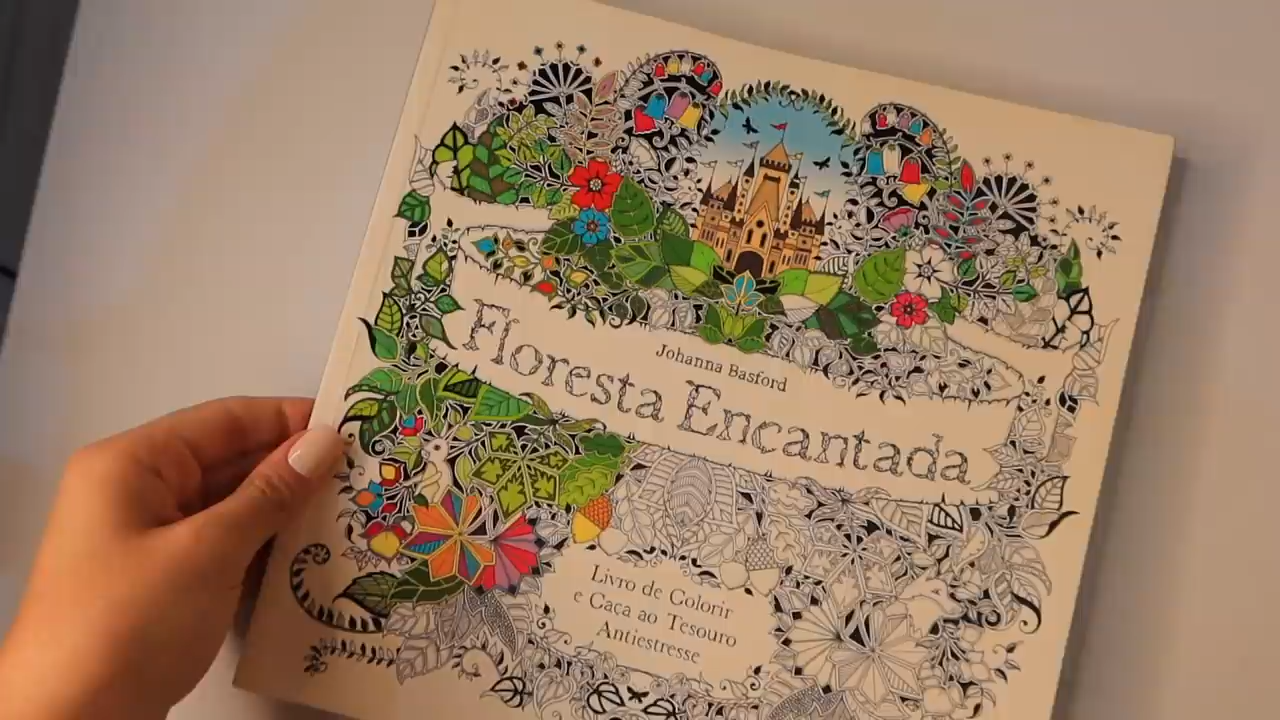 Johanna Basford
Floresta Encantada
Livro de Colorir
e Caça ao Tesouro
Antiestresse